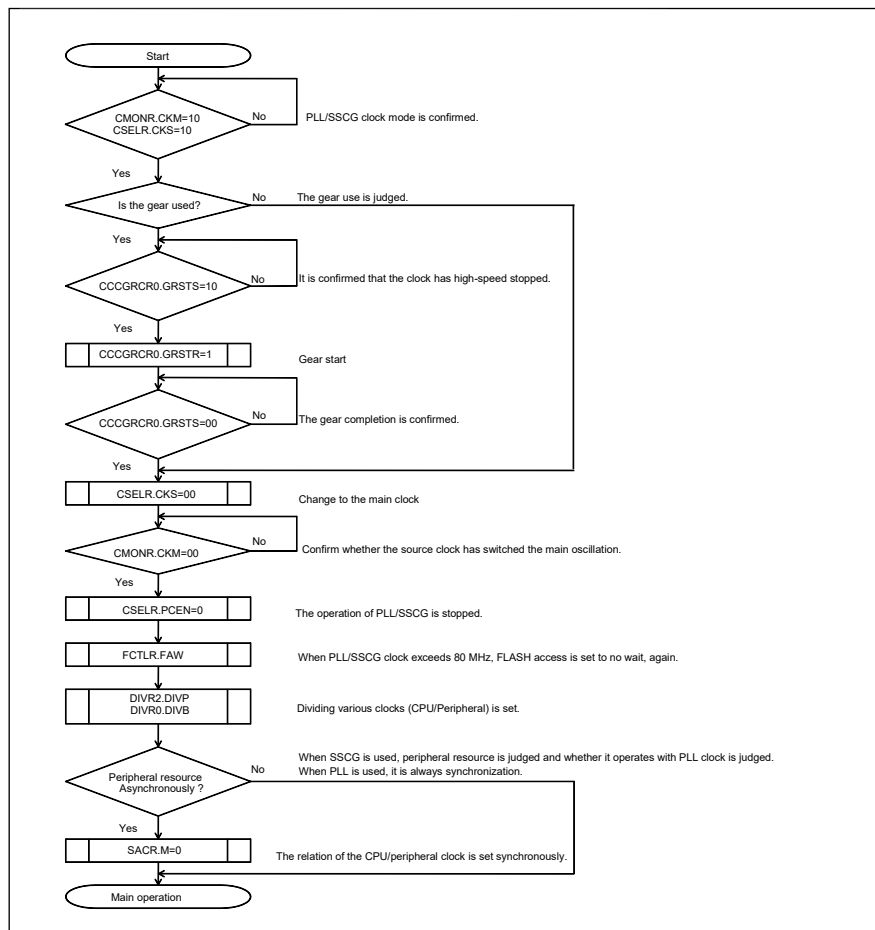 Start
CMONR.CKM=10
CSELR.CKS=10
No
PLL/SSCG clock mode is confirmed.
Yes
Is the gear used?
No
The gear use is judged.
Yes
CCCGRCR0.GRSTS=10
No
It is confirmed that the clock has high-speed stopped.
Yes
CCCGRCR0.GRSTR=1
Gear start
CCCGRCR0.GRSTS=00
No
The gear completion is confirmed.
Yes
CSELR.CKS=00
Change to the main clock
CMONR.CKM=00
No
Confirm whether the source clock has switched the main oscillation.
Yes
CSELR.PCEN=0
The operation of PLL/SSCG is stopped.
FCTLR.FAW
When PLL/SSCG clock exceeds 80 MHz, FLASH access is set to no wait, again.
DIVR2.DIVP
DIVR0.DIVB
Dividing various clocks (CPU/Peripheral) is set.
Peripheral resource
Asynchronously ?
No
When SSCG is used, peripheral resource is judged and whether it operates with PLL clock is judged.
When PLL is used, it is always synchronization.
Yes
SACR.M=0
The relation of the CPU/peripheral clock is set synchronously.
Main operation